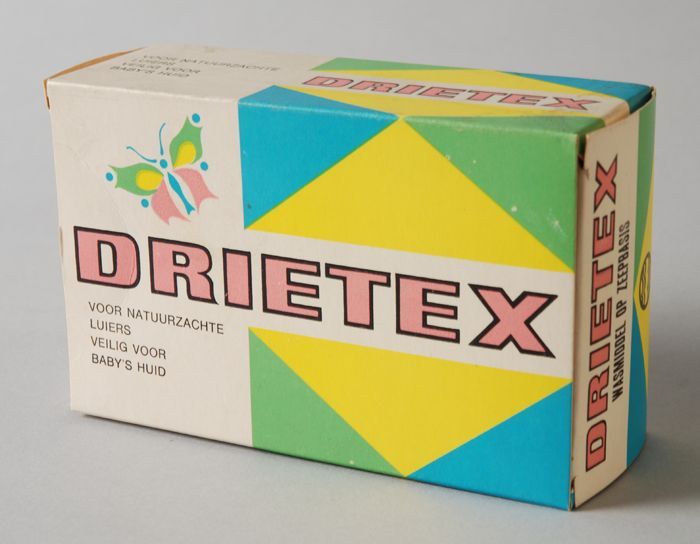 VOOR NATUURZACHTE
LUIERS
VEILIG VOOR
BABY'S HUID
DRIETEX
DRIETEX
VOOR NATUURZACHTE
LUIERS
VEILIG VOOR
BABY'S HUID
DRIETEX
WASMIDDEL OP ZEEPBASIS